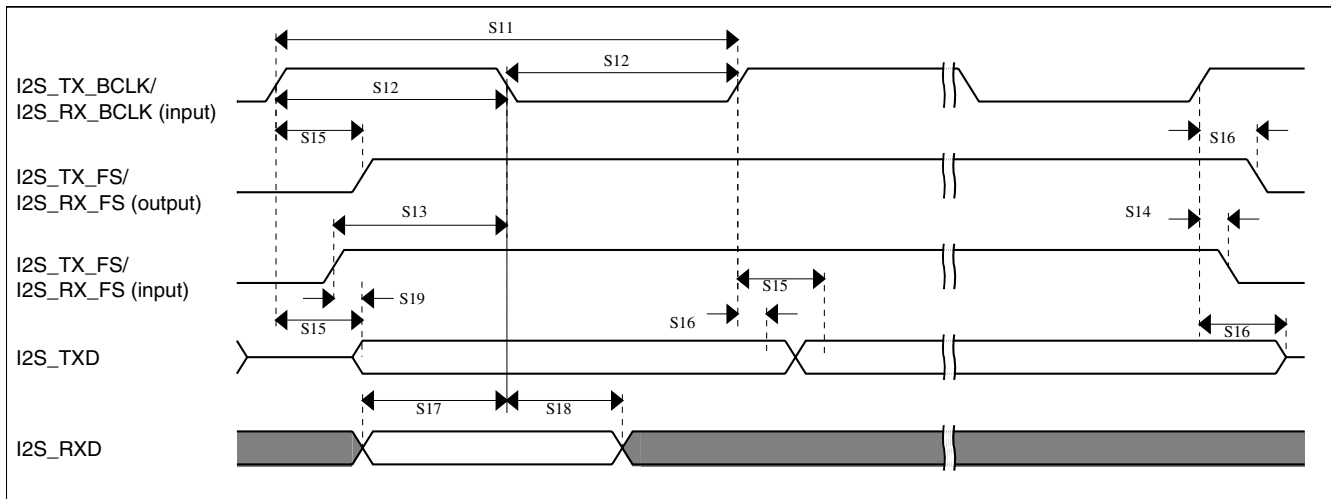 S11
I2S_TX_BCLK/
I2S_RX_BCLK (input)
S12
S12
S15
S16
I2S_TX_FS/
I2S_RX_FS (output)
S13
S14
I2S_TX_FS/
I2S_RX_FS (input)
S15
S19
S16
S15
S16
I2S_TXD
S17
S18
I2S_RXD